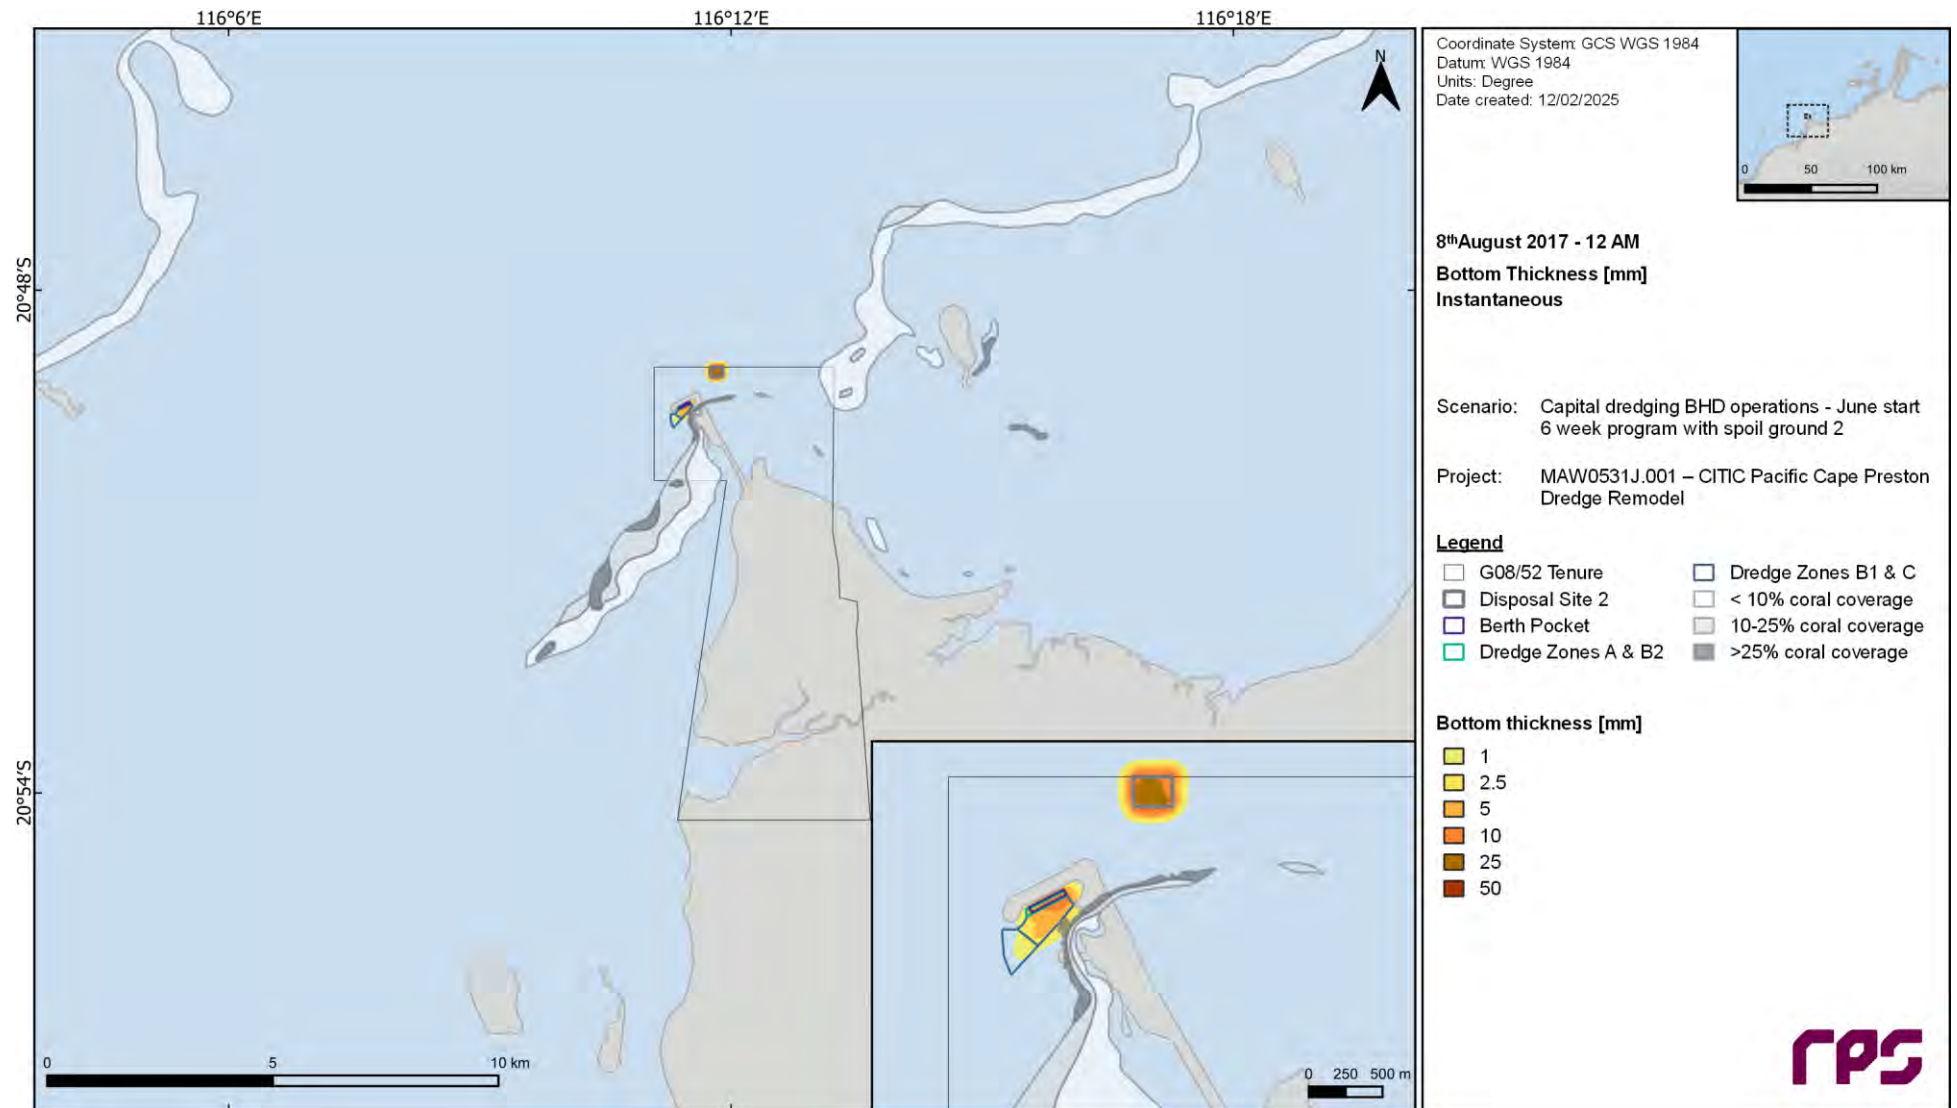 116°6′E
116°12′E
116°18′E
20°48′S
20°54′S
N
0 5 10 km
0 250 500 m
Coordinate System: GCS WGS 1984
Datum: WGS 1984
Units: Degree
Date created: 12/02/2025
0 50 100 km
8thAugust 2017 - 12 AM
Bottom Thickness [mm]
Instantaneous
Scenario: Capital dredging BHD operations - June start
6 week program with spoil ground 2
Project: MAW0531J.001 – CITIC Pacific Cape Preston
Dredge Remodel
Legend
G08/52 Tenure
Disposal Site 2
Berth Pocket
Dredge Zones A & B2
Dredge Zones B1 & C
< 10% coral coverage
10-25% coral coverage
>25% coral coverage
Bottom thickness [mm]
1
2.5
5
10
25
50
rps